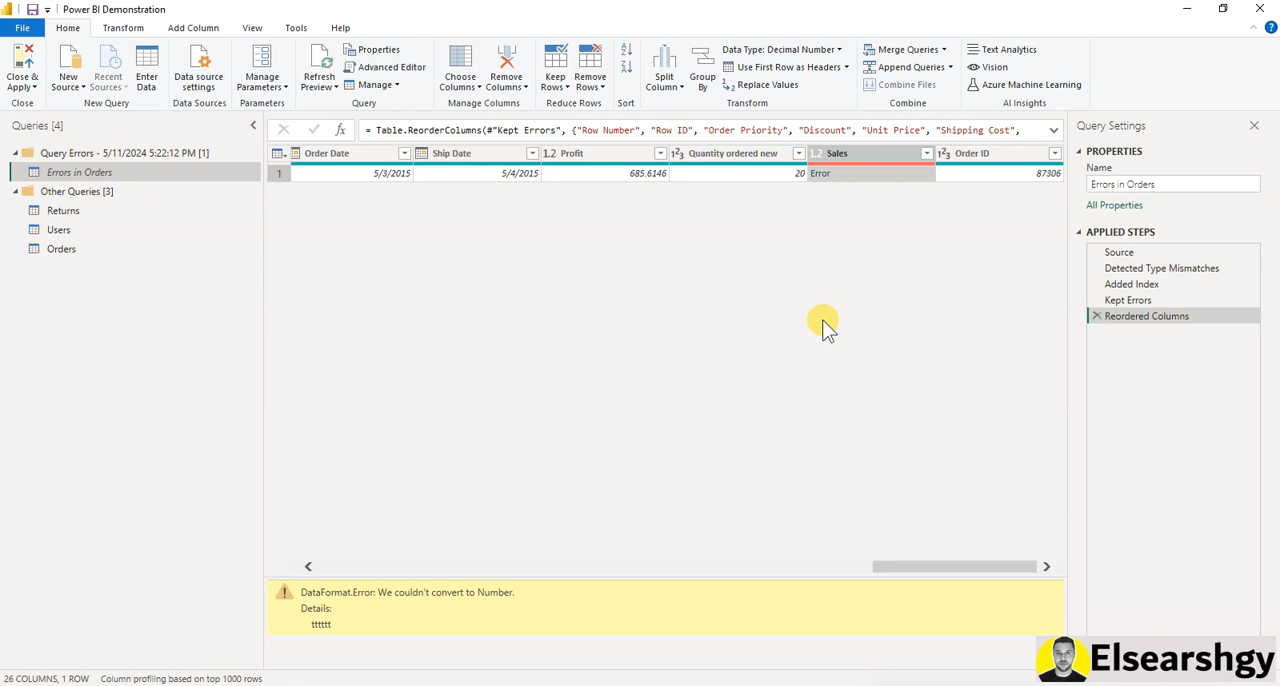 Power BI Demonstration
File Home Transform Add Column View Tools Help
Close & Apply
New Source
Recent Sources
Enter Data
Data source settings
Manage Parameters
Refresh Preview
Properties
Advanced Editor
Manage
Choose Columns
Remove Columns
Keep Rows
Remove Rows
Split Column
Group By
Data Type: Decimal Number
Use First Row as Headers
Replace Values
Merge Queries
Append Queries
Combine Files
Text Analytics
Vision
Azure Machine Learning
Close New Query Data Sources Parameters Query Manage Columns Reduce Rows Sort Transform Combine AI Insights
Queries [4]
Query Errors - 5/11/2024 5:22:12 PM [1]
Errors in Orders
Other Queries [3]
Returns
Users
Orders
fx = Table.ReorderColumns(#"Kept Errors", {"Row Number", "Row ID", "Order Priority", "Discount", "Unit Price", "Shipping Cost",
Order Date Ship Date 1.2 Profit 1²3 Quantity ordered new 1.2 Sales 1²3 Order ID
1 5/3/2015 5/4/2015 685.6146 20 Error 87306
DataFormat.Error: We couldn't convert to Number.
Details:
tttttt
Query Settings
PROPERTIES
Name
Errors in Orders
All Properties
APPLIED STEPS
Source
Detected Type Mismatches
Added Index
Kept Errors
Reordered Columns
26 COLUMNS, 1 ROW Column profiling based on top 1000 rows
Elsearshgy